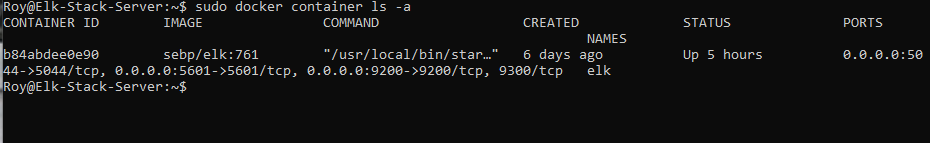 Roy@Elk-Stack-Server:~$ sudo docker container ls -a
CONTAINER ID        IMAGE               COMMAND                  CREATED             STATUS              PORTS
                                                                         NAMES
b84abdee0e90        sebp/elk:761        "/usr/local/bin/star…"   6 days ago          Up 5 hours          0.0.0.0:50
44->5044/tcp, 0.0.0.0:5601->5601/tcp, 0.0.0.0:9200->9200/tcp, 9300/tcp   elk
Roy@Elk-Stack-Server:~$